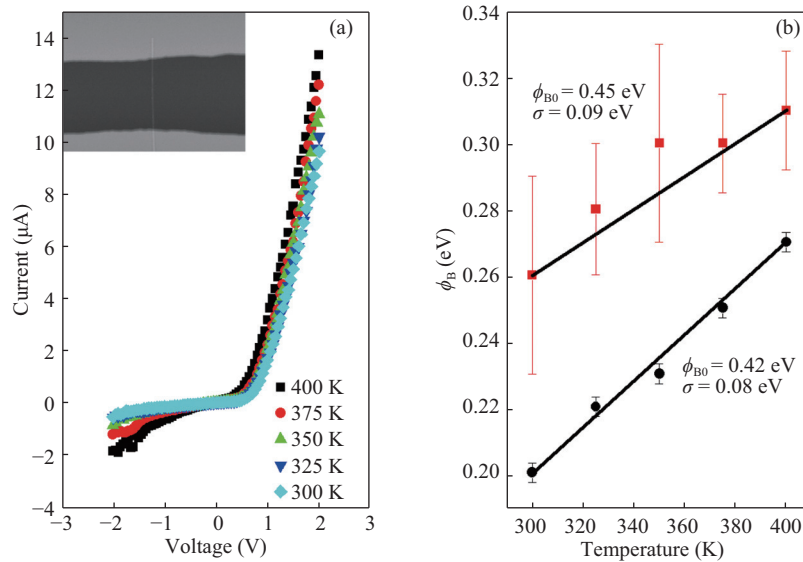 (a)
14
12
10
8
6
4
2
0
−2
−4
Current (μA)
400 K
375 K
350 K
325 K
300 K
−3
−2
−1
0
1
2
3
Voltage (V)
(b)
0.34
0.30
0.28
0.26
0.24
0.22
0.20
ϕB (eV)
ϕB0 = 0.45 eV
σ = 0.09 eV
ϕB0 = 0.42 eV
σ = 0.08 eV
300
320
340
360
380
400
Temperature (K)